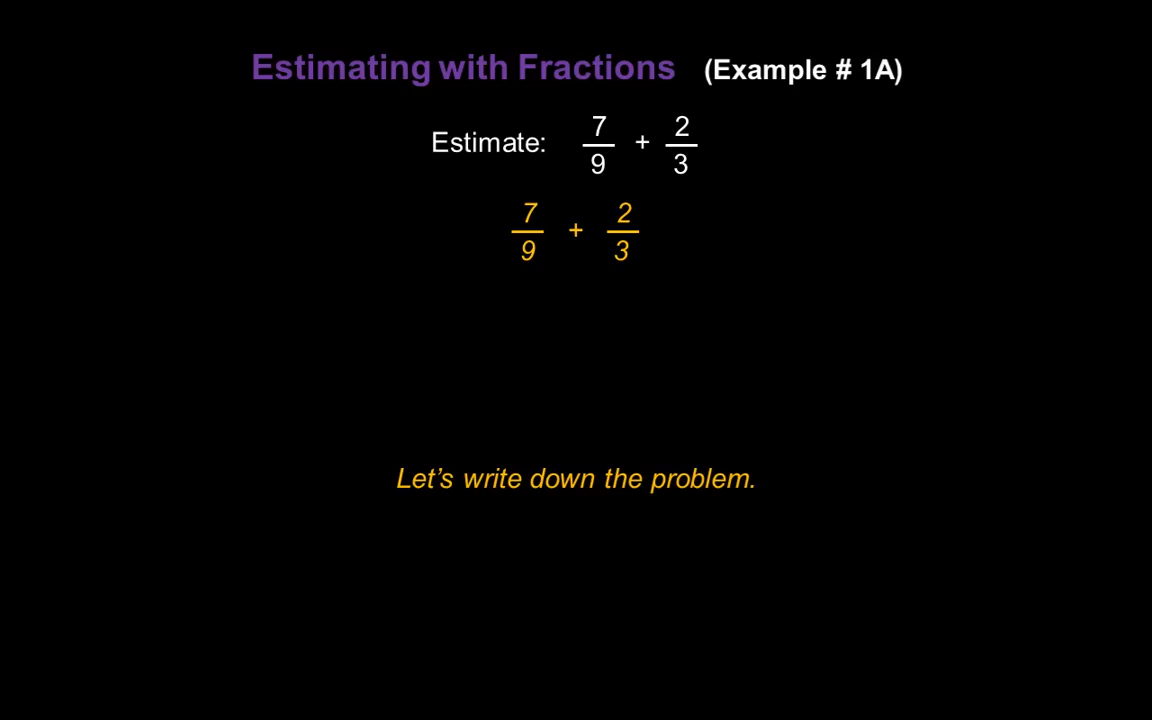 Estimating with Fractions (Example # 1A)
Estimate: 7/9 + 2/3
7/9 + 2/3
Let’s write down the problem.